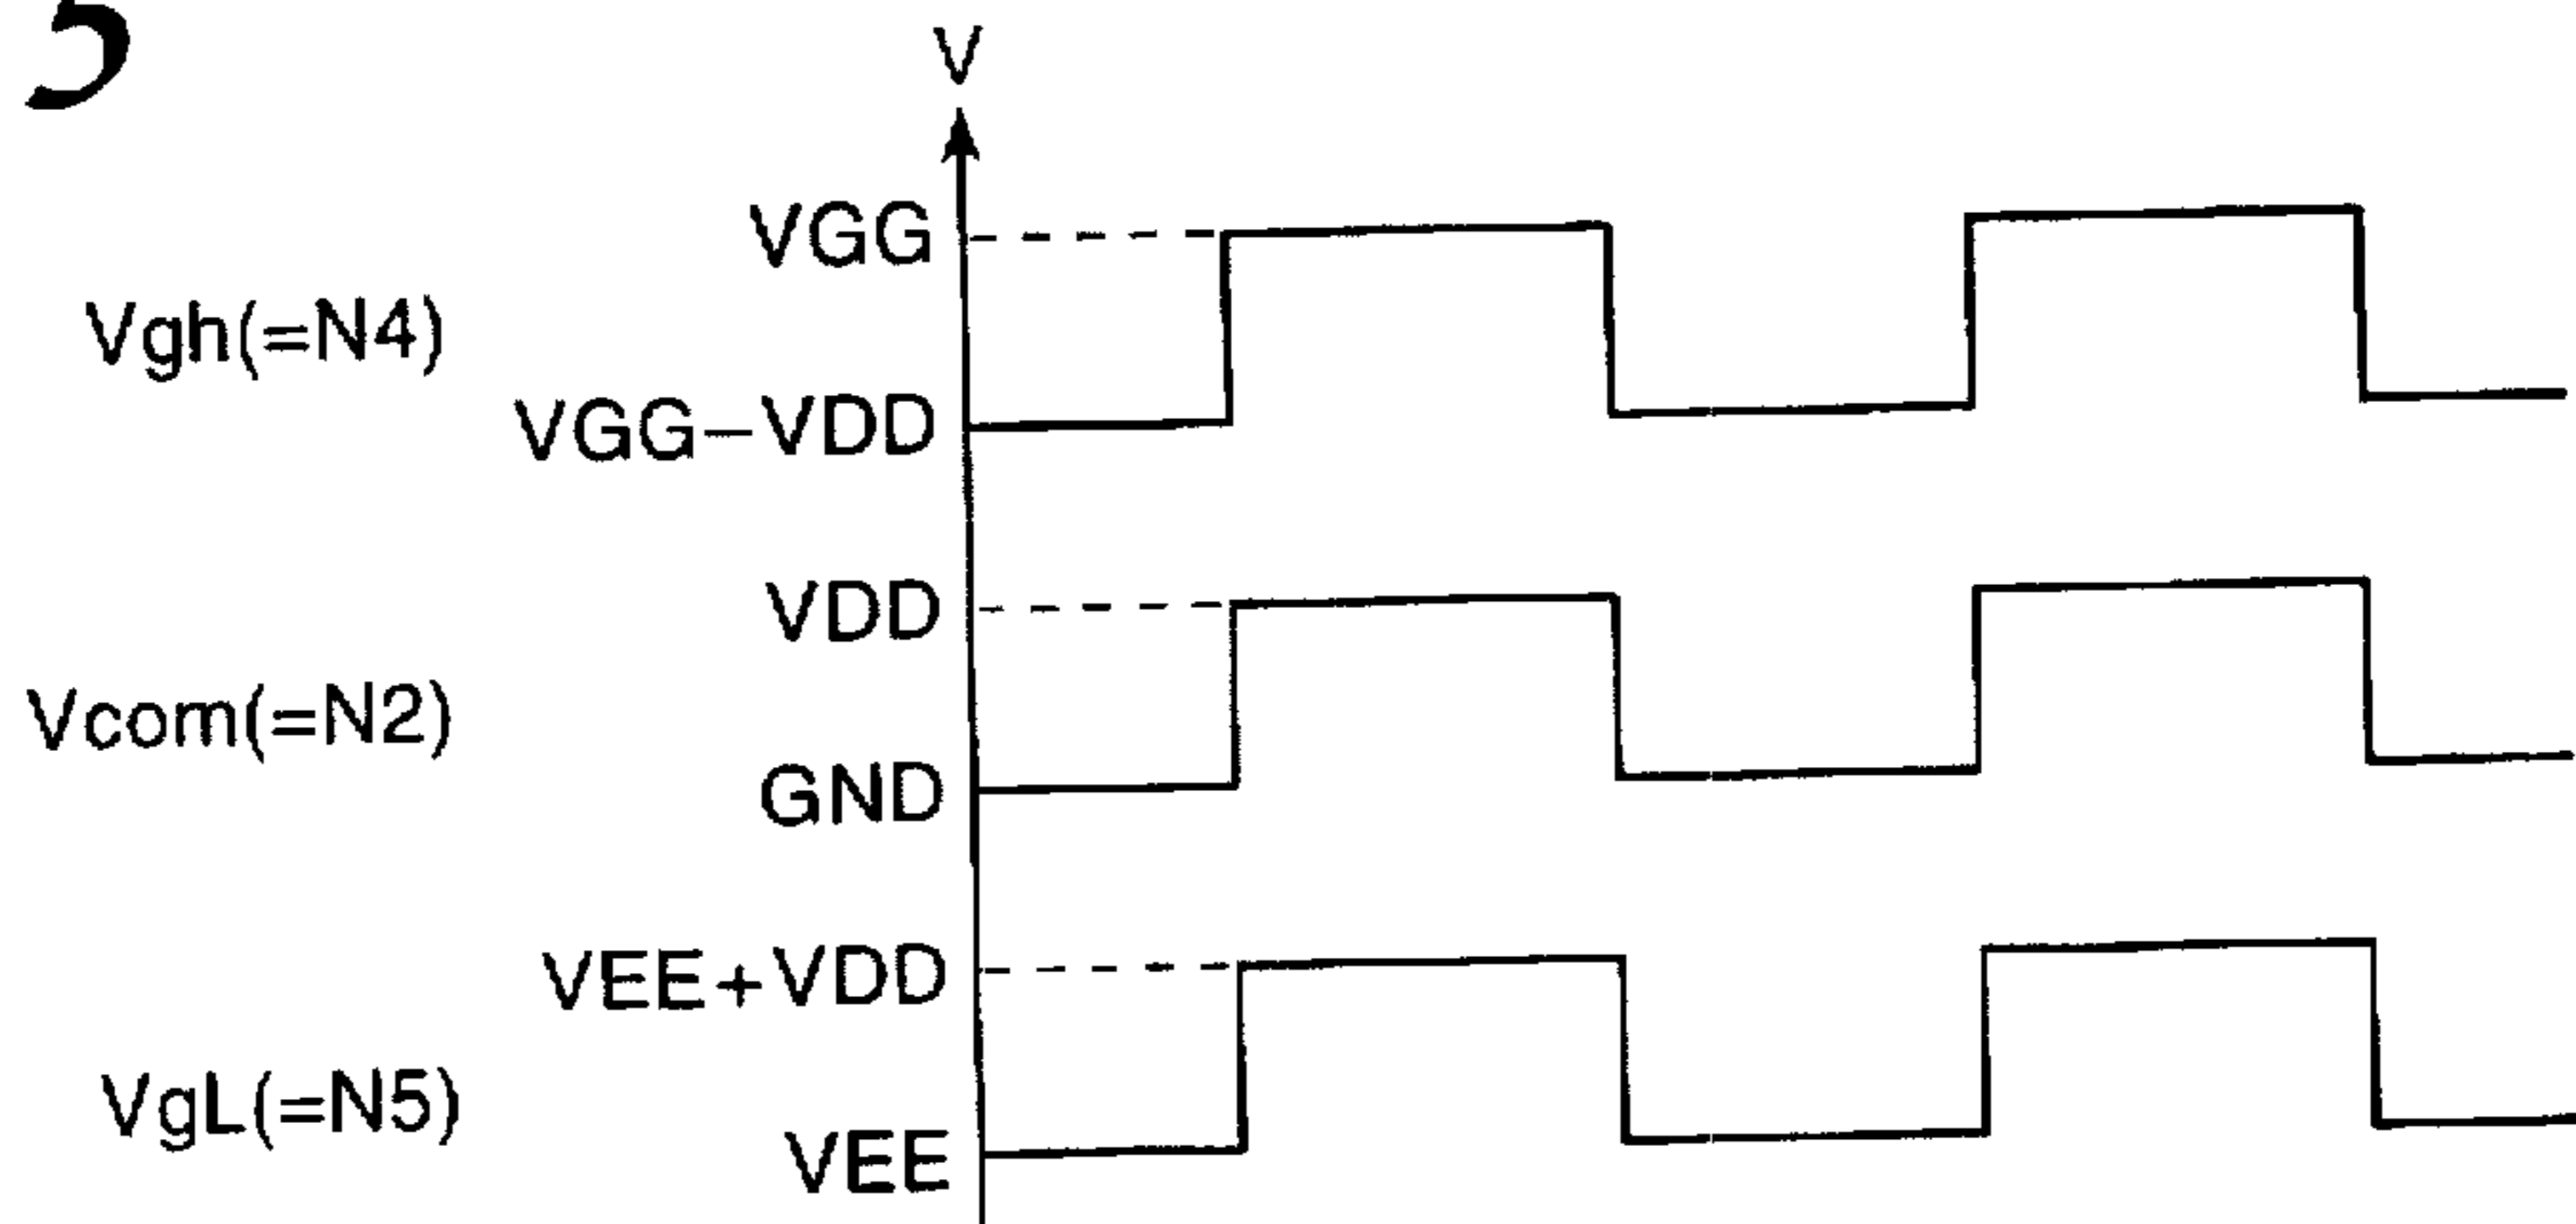 5
V
VGG
Vgh(=N4)
VGG-VDD
VDD
Vcom(=N2)
GND
VEE+VDD
VgL(=N5)
VEE